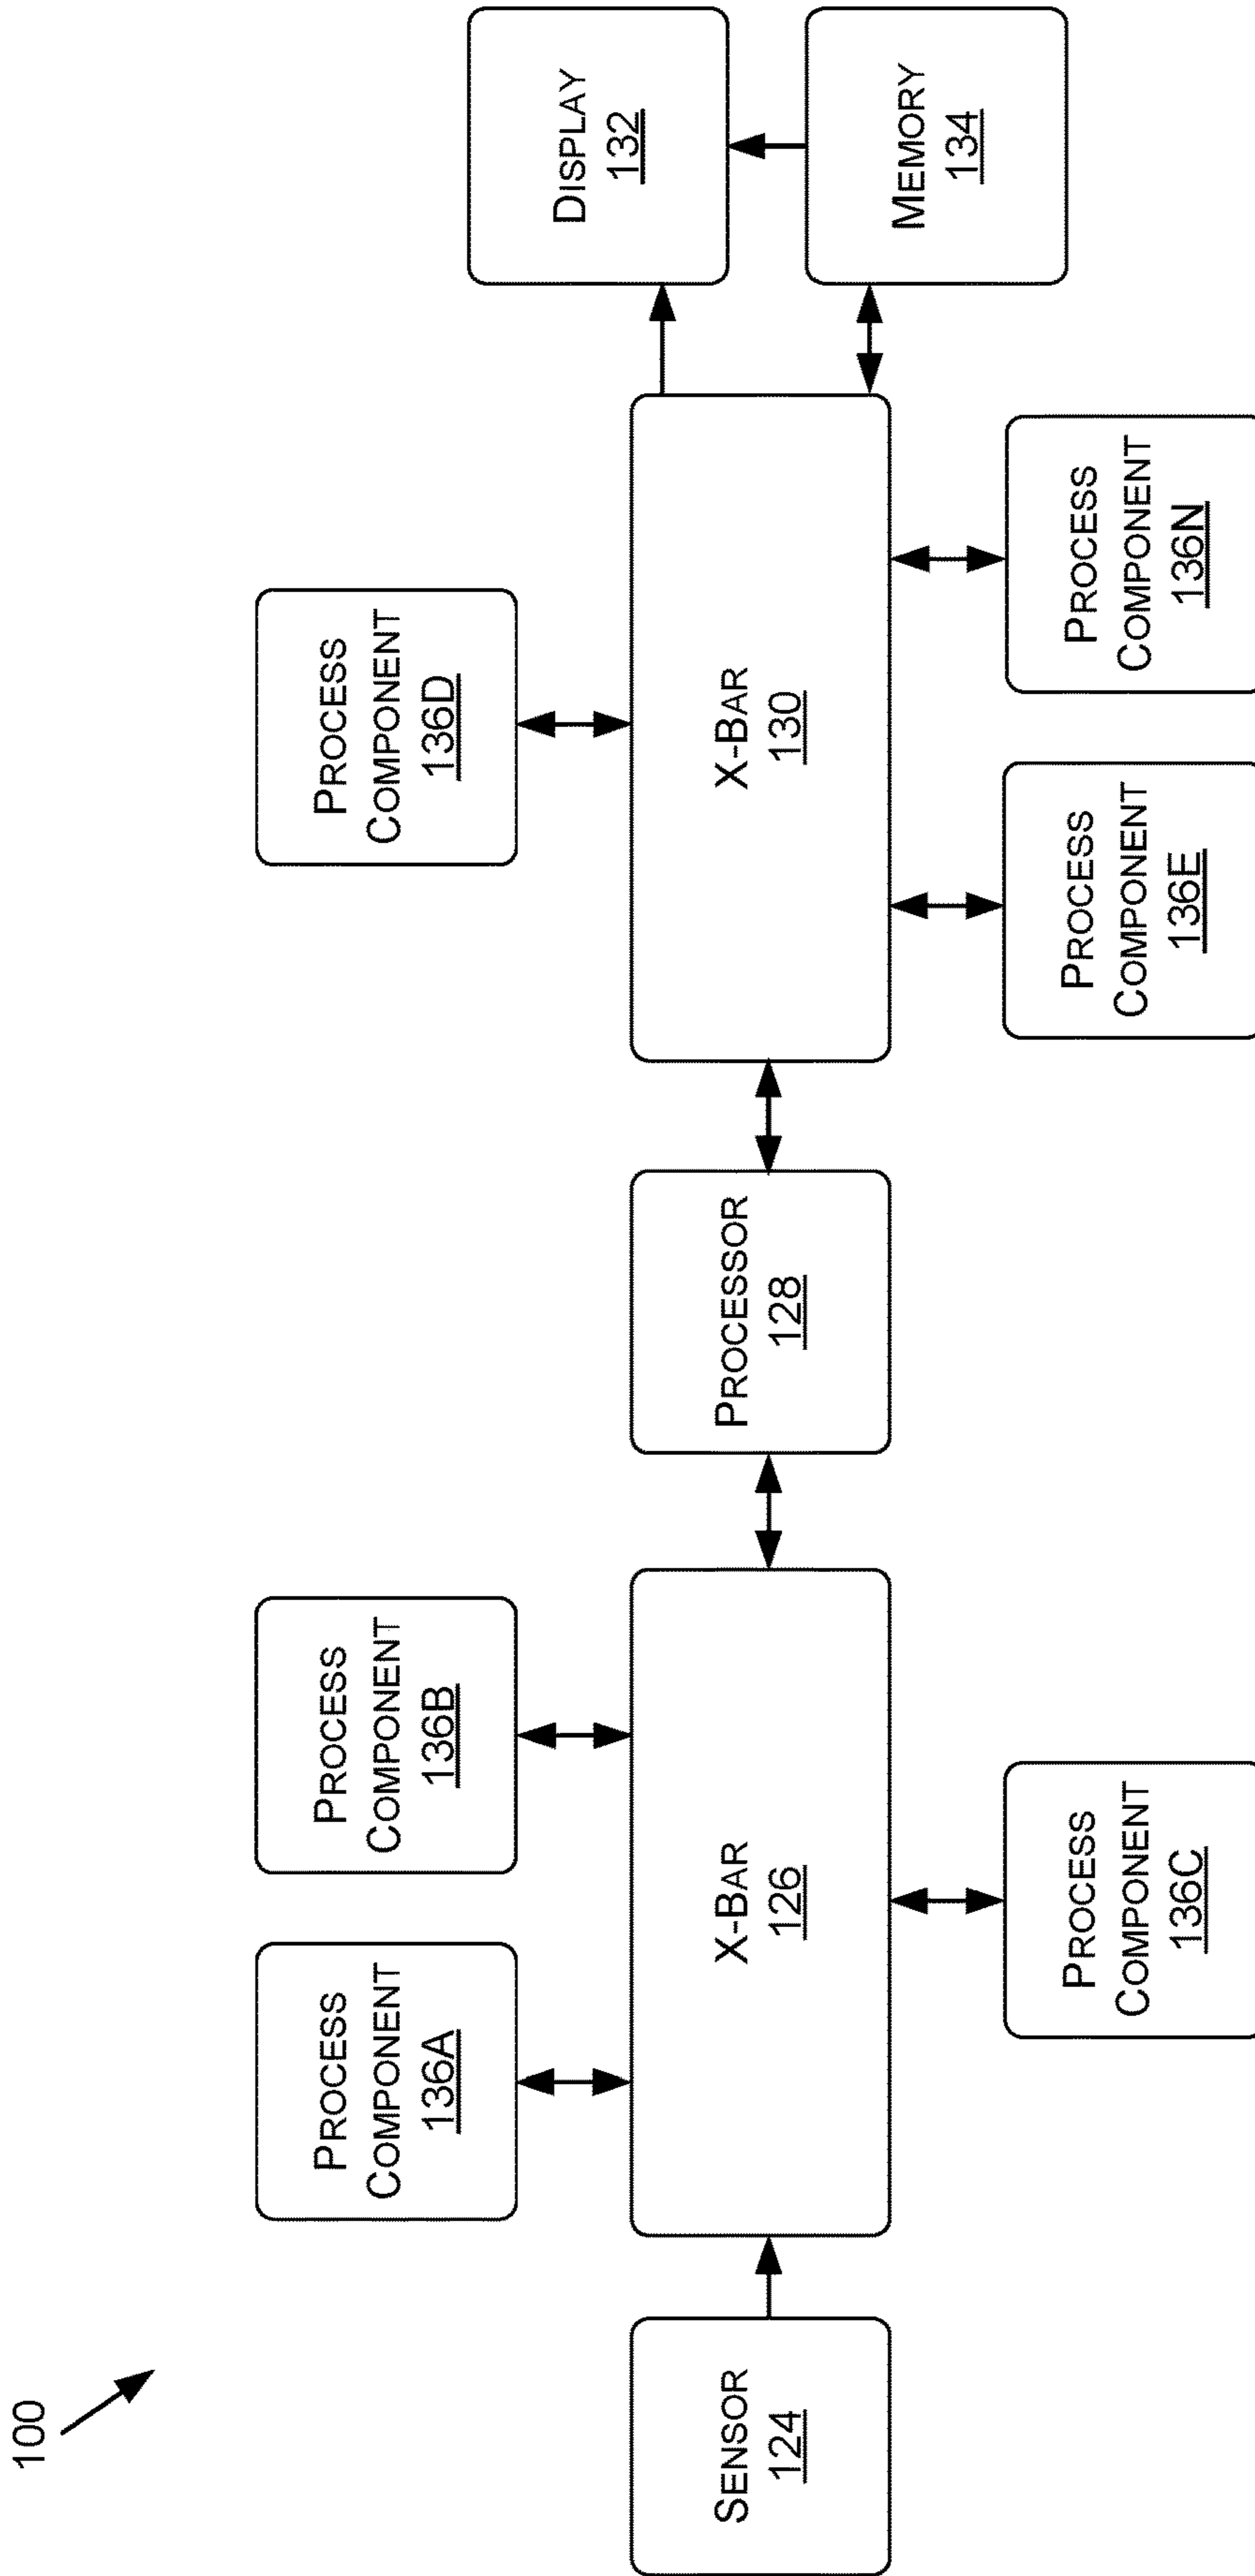 100
PROCESS
COMPONENT
136A
PROCESS
COMPONENT
136B
PROCESS
COMPONENT
136D
SENSOR
124
X-BAR
126
PROCESSOR
128
X-BAR
130
DISPLAY
132
MEMORY
134
PROCESS
COMPONENT
136C
PROCESS
COMPONENT
136E
PROCESS
COMPONENT
136N